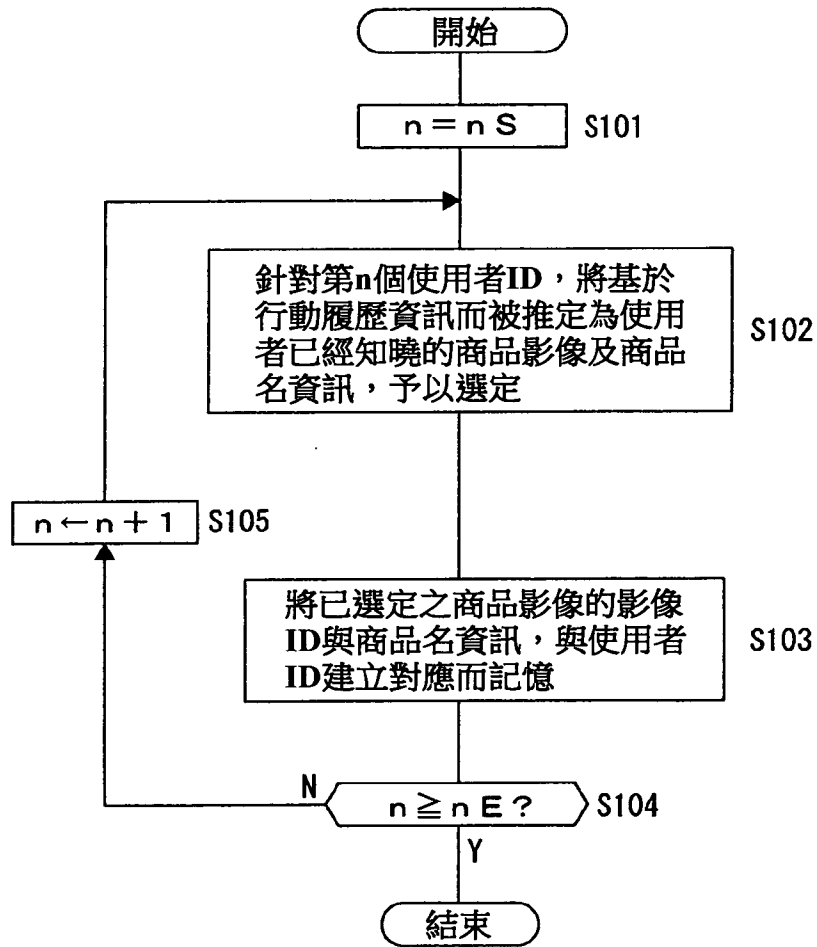 開始
n=nS
S101
針對第n個使用者ID,將基於
行動履歷資訊而被推定為使用
者已經知曉的商品影像及商品
名資訊,予以選定
S102
n←n+1
S105
將已選定之商品影像的影像
ID與商品名資訊,與使用者
ID建立對應而記憶
S103
N
n≧nE?
S104
Y
結束